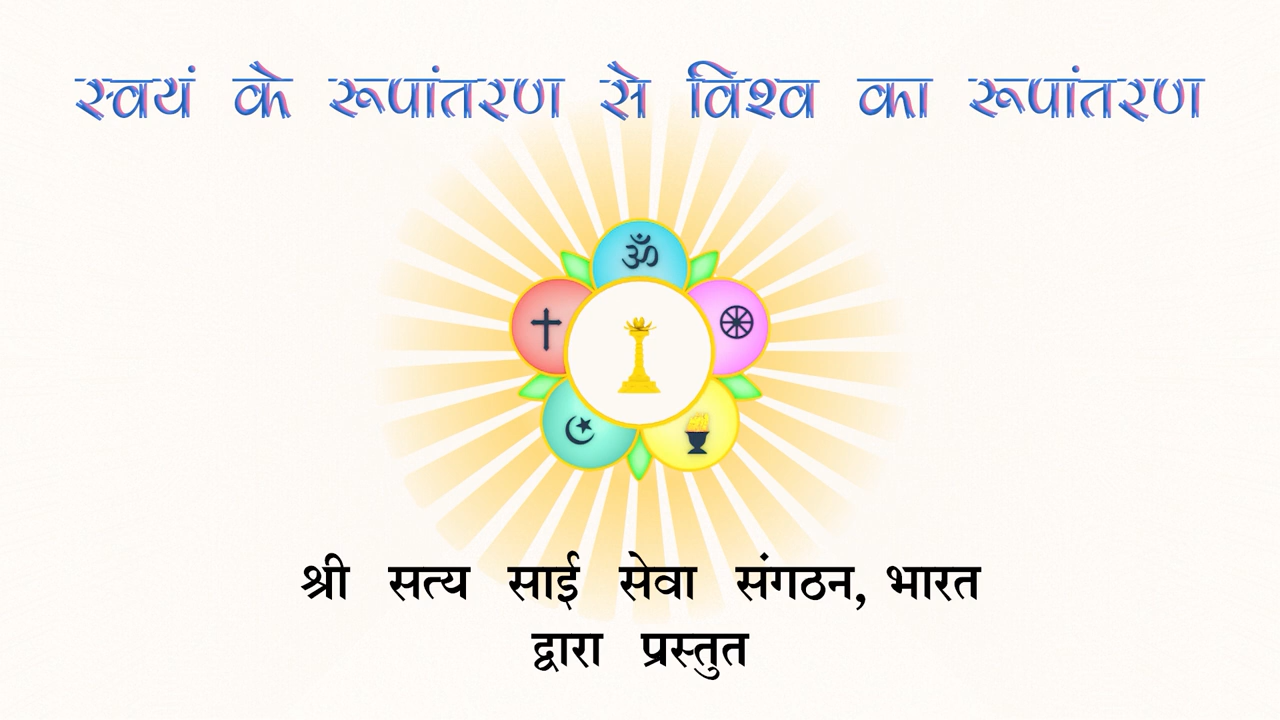 स्वयं के रूपांतरण से विश्व का रूपांतरण
ॐ
श्री सत्य साई सेवा संगठन, भारत
द्वारा प्रस्तुत